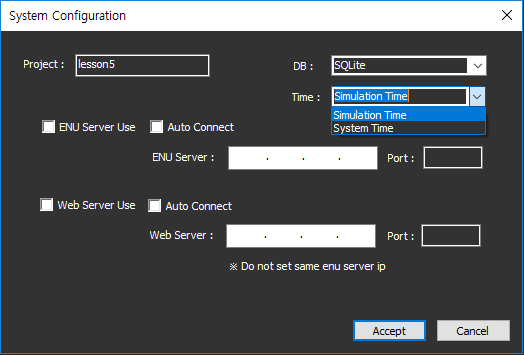 System Configuration
Project : lesson5
DB : SQLite
Time : Simulation Time
Simulation Time
System Time
ENU Server Use Auto Connect
ENU Server : . . . Port :
Web Server Use Auto Connect
Web Server : . . . Port :
※ Do not set same enu server ip
Accept Cancel